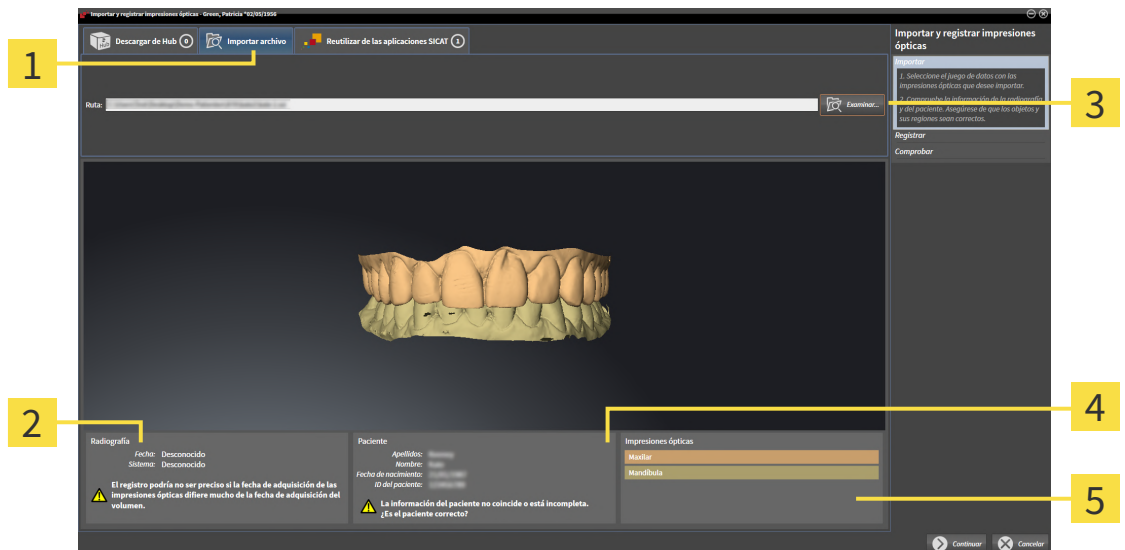 Importar y registrar impresiones ópticas - Green, Patricia *02/05/1956
Descargar de Hub 0
Importar archivo
Reutilizar de las aplicaciones SICAT 1
Importar y registrar impresiones
ópticas
Importar
1. Seleccione el juego de datos con las
impresiones ópticas que desee importar.
2. Compruebe la información de la radiografía
y del paciente. Asegúrese de que los objetos y
sus regiones sean correctos.
Registrar
Comprobar
1
Ruta:
Examinar...
3
2
Radiografía
Fecha: Desconocido
Sistema: Desconocido
El registro podría no ser preciso si la fecha de adquisición de las
impresiones ópticas difiere mucho de la fecha de adquisición del
volumen.
Paciente
Apellidos:
Nombre:
Fecha de nacimiento:
ID del paciente:
La información del paciente no coincide o está incompleta.
¿Es el paciente correcto?
4
Impresiones ópticas
Maxilar
Mandíbula
5
Continuar
Cancelar